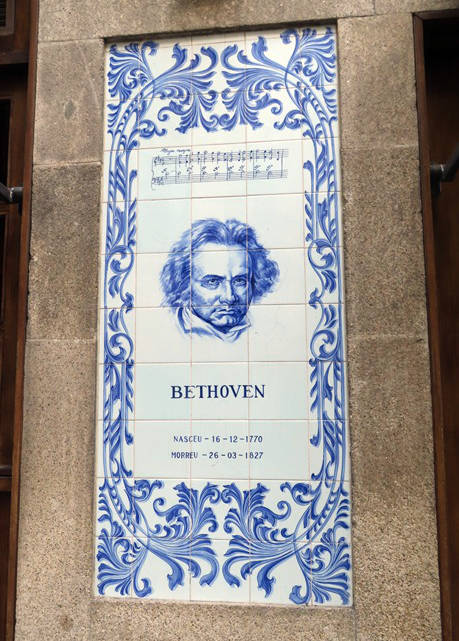 BETHOVEN
NASCEU - 16 - 12 - 1770
MORREU - 26 - 03 - 1827